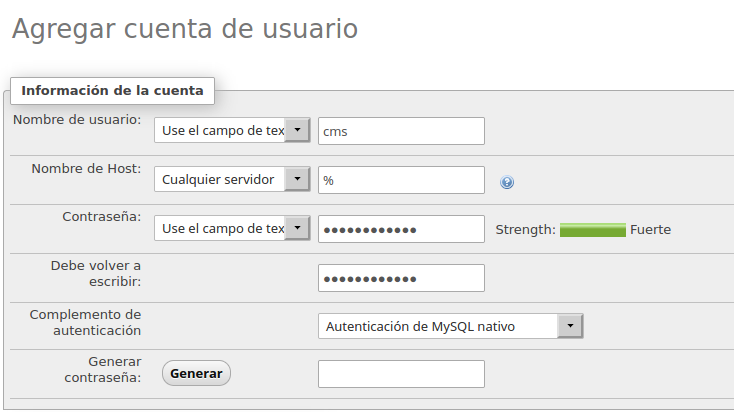 Agregar cuenta de usuario
Información de la cuenta
Nombre de usuario: Use el campo de tex cms
Nombre de Host: Cualquier servidor %
Contraseña: Use el campo de tex ●●●●●●●●●●●● Strength: Fuerte
Debe volver a
escribir: ●●●●●●●●●●●●
Complemento de
autenticación Autenticación de MySQL nativo
Generar
contraseña: Generar